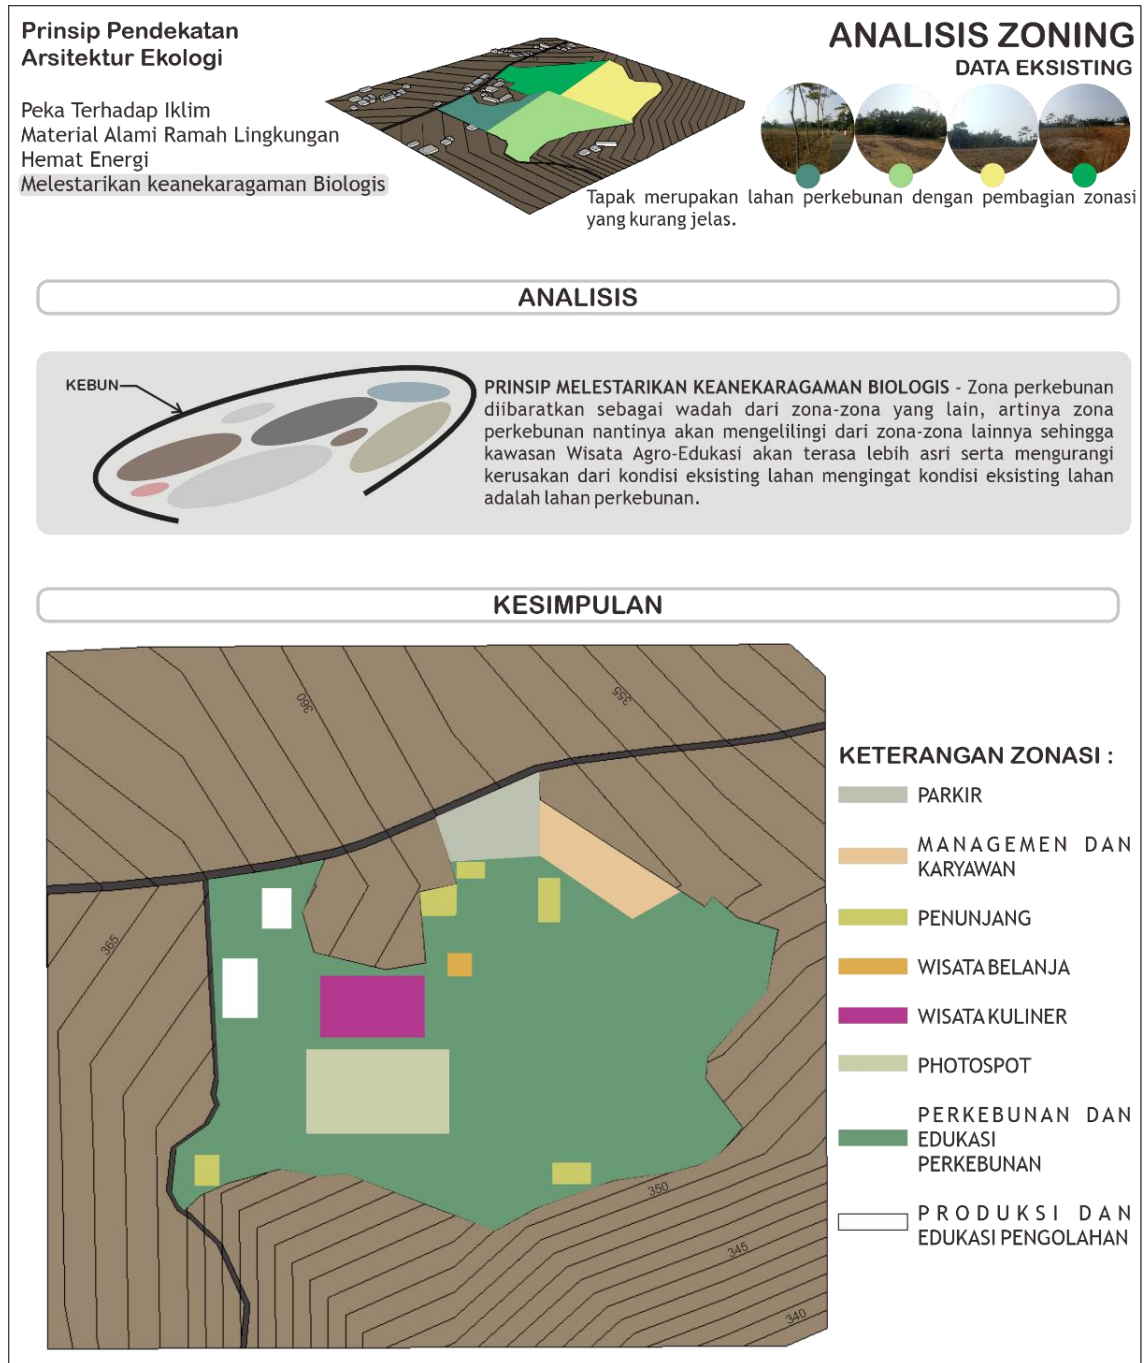 Prinsip Pendekatan
Arsitektur Ekologi
Peka Terhadap Iklim
Material Alami Ramah Lingkungan
Hemat Energi
Melestarikan keanekaragaman Biologis
ANALISIS ZONING
DATA EKSISTING
Tapak merupakan lahan perkebunan dengan pembagian zonasi
yang kurang jelas.
ANALISIS
KEBUN
PRINSIP MELESTARIKAN KEANEKARAGAMAN BIOLOGIS - Zona perkebunan
diibaratkan sebagai wadah dari zona-zona yang lain, artinya zona
perkebunan nantinya akan mengelilingi dari zona-zona lainnya sehingga
kawasan Wisata Agro-Edukasi akan terasa lebih asri serta mengurangi
kerusakan dari kondisi eksisting lahan mengingat kondisi eksisting lahan
adalah lahan perkebunan.
KESIMPULAN
360
355
365
350
345
340
KETERANGAN ZONASI :
PARKIR
MANAGEMEN DAN
KARYAWAN
PENUNJANG
WISATA BELANJA
WISATA KULINER
PHOTOSPOT
PERKEBUNAN DAN
EDUKASI
PERKEBUNAN
PRODUKSI DAN
EDUKASI PENGOLAHAN